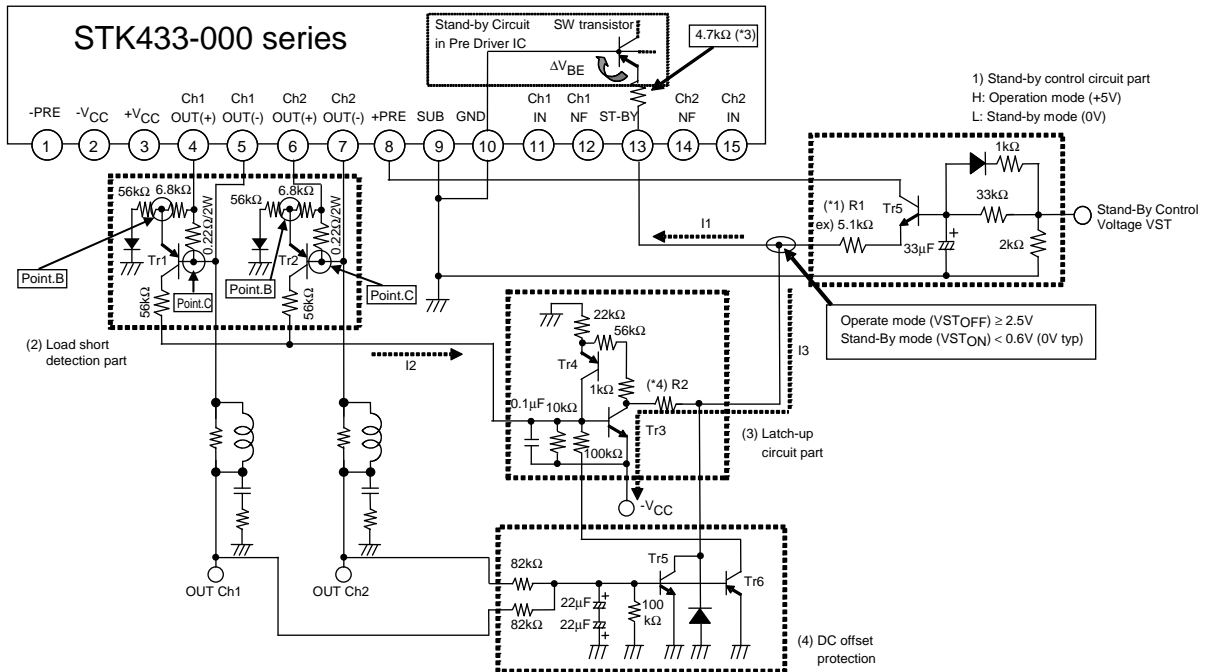 STK433-000 series
Stand-by Circuit
in Pre Driver IC
SW transistor
ΔVBE
4.7kΩ (*3)
1) Stand-by control circuit part
H: Operation mode (+5V)
L: Stand-by mode (0V)
-PRE
-VCC
+VCC
Ch1
OUT(+)
Ch1
OUT(-)
Ch2
OUT(+)
Ch2
OUT(-)
+PRE
SUB
GND
Ch1
IN
Ch1
NF
ST-BY
Ch2
NF
Ch2
IN
1
2
3
4
5
6
7
8
9
10
11
12
13
14
15
56kΩ
6.8kΩ
0.22Ω/2W
Tr1
56kΩ
Point.B
Point.C
56kΩ
6.8kΩ
0.22Ω/2W
Tr2
56kΩ
Point.B
Point.C
(2) Load short
detection part
I1
I2
I3
1kΩ
33kΩ
2kΩ
Tr5
(*1) R1
ex) 5.1kΩ
33μF
+
Stand-By Control
Voltage VST
Operate mode (VSTOFF) ≥ 2.5V
Stand-By mode (VSTON) < 0.6V (0V typ)
22kΩ
56kΩ
Tr4
1kΩ
(*4) R2
0.1μF
10kΩ
Tr3
100kΩ
(3) Latch-up
circuit part
-VCC
OUT Ch1
OUT Ch2
82kΩ
82kΩ
22μF
+
22μF
+
100
kΩ
Tr5
Tr6
(4) DC offset
protection